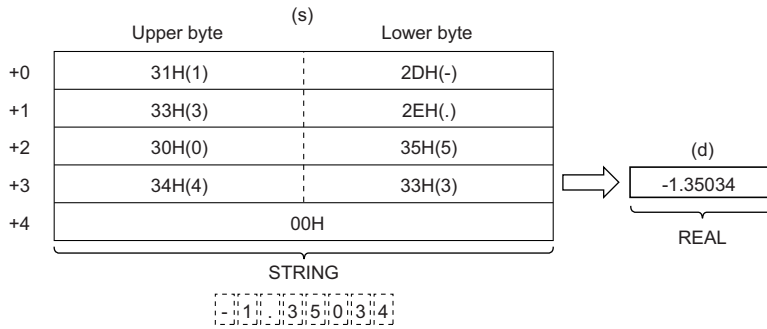 (s)
Upper byte Lower byte
+0 31H(1) 2DH(-)
+1 33H(3) 2EH(.)
+2 30H(0) 35H(5)
(d)
+3 34H(4) 33H(3) -1.35034
+4 00H
REAL
STRING
- 1 . 3 5 0 3 4